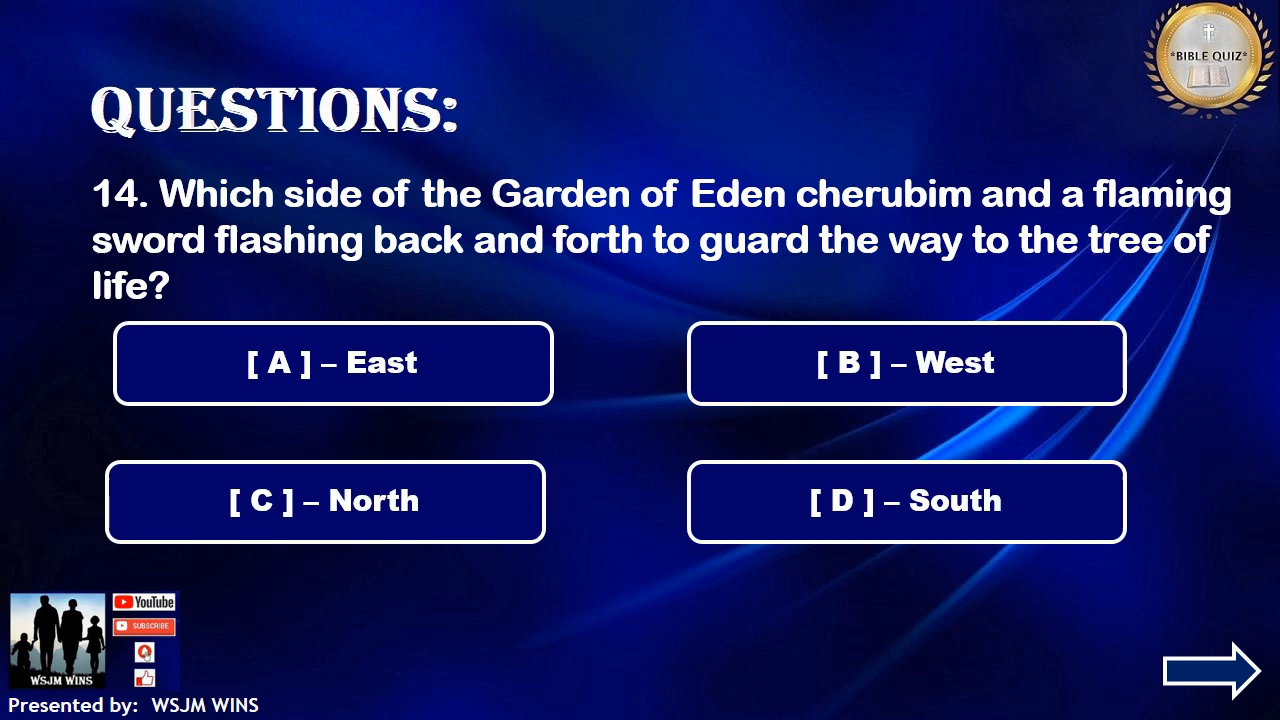 *BIBLE QUIZ*
QUESTIONS:
14. Which side of the Garden of Eden cherubim and a flaming
sword flashing back and forth to guard the way to the tree of
life?
[ A ] – East
[ B ] – West
[ C ] – North
[ D ] – South
YouTube
SUBSCRIBE
WSJM WINS
Presented by: WSJM WINS